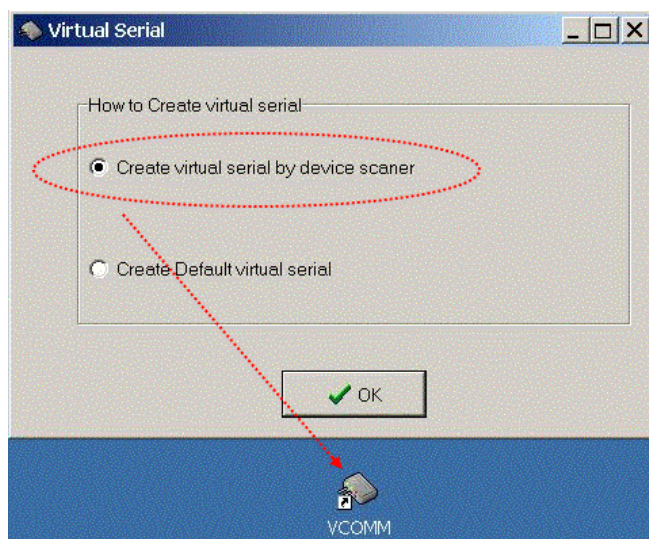 Virtual Serial
How to Create virtual serial
Create virtual serial by device scaner
Create Default virtual serial
OK
VCOMM